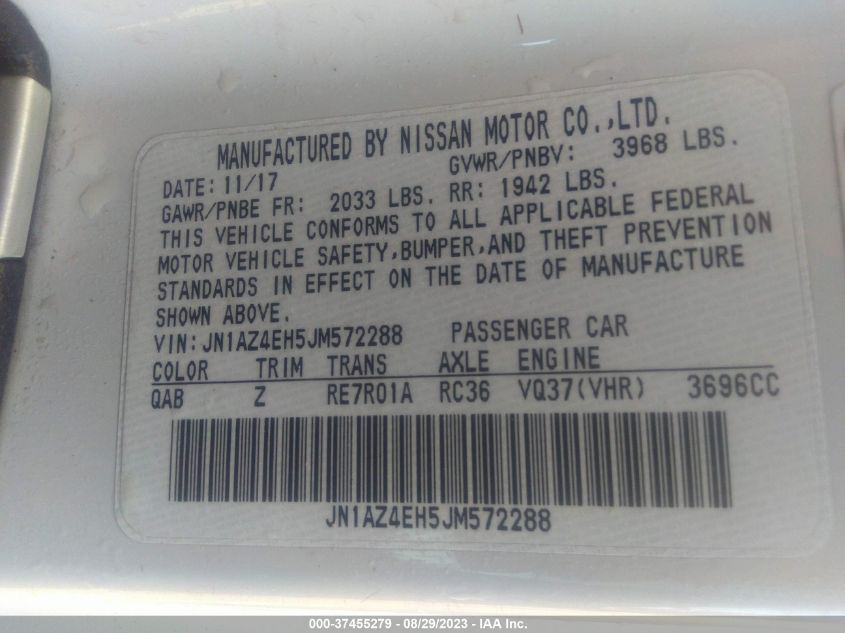 MANUFACTURED BY NISSAN MOTOR CO.,LTD.
DATE: 11/17 GVWR/PNBV: 3968 LBS.
GAWR/PNBE FR: 2033 LBS. RR: 1942 LBS.
THIS VEHICLE CONFORMS TO ALL APPLICABLE FEDERAL
MOTOR VEHICLE SAFETY,BUMPER,AND THEFT PREVENTION
STANDARDS IN EFFECT ON THE DATE OF MANUFACTURE
SHOWN ABOVE.
VIN: JN1AZ4EH5JM572288 PASSENGER CAR
COLOR TRIM TRANS AXLE ENGINE
QAB Z RE7R01A RC36 VQ37(VHR) 3696CC
JN1AZ4EH5JM572288
000-37455279 - 08/29/2023 - IAA Inc.